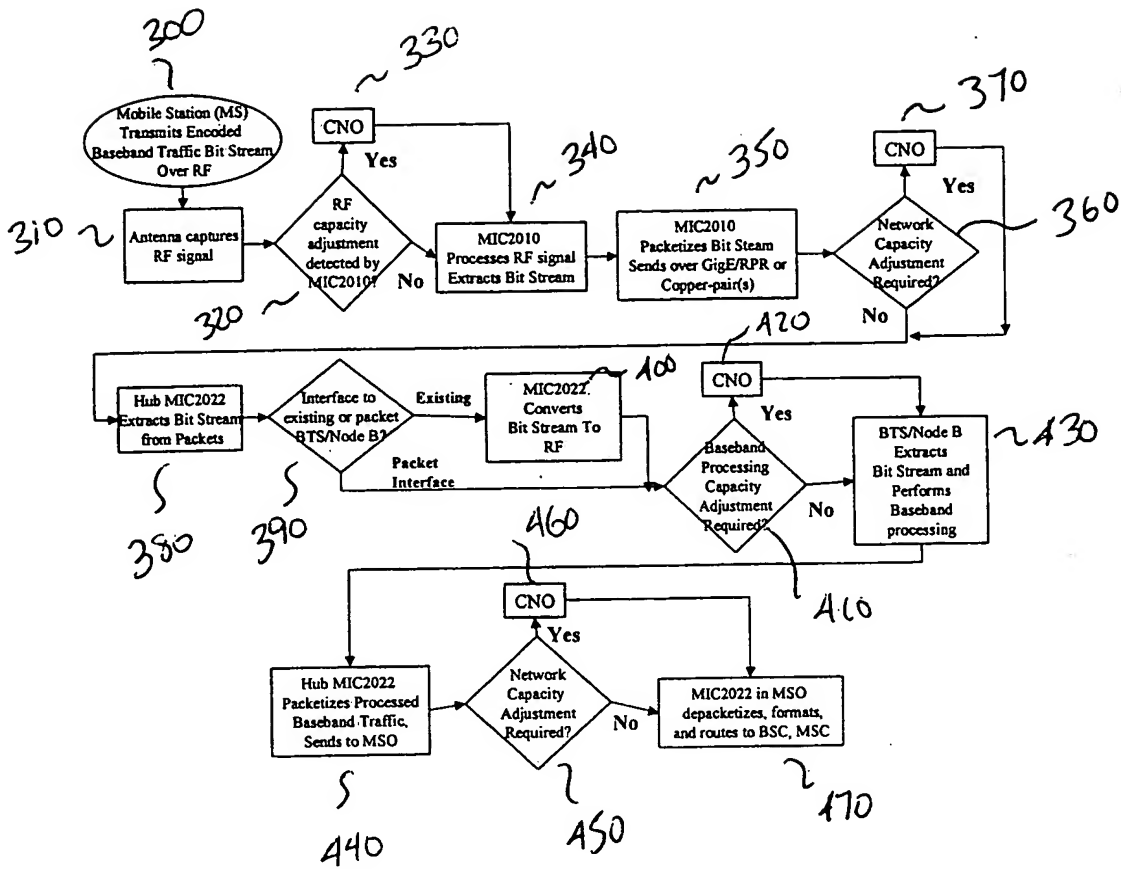 300
330
370
Mobile Station (MS)
Transmits Encoded
Baseband Traffic Bit Stream
Over RF
CNO
Yes
340
350
CNO
Yes
360
310
Antenna captures
RF signal
RF
capacity
adjustment
detected by
MIC2010?
No
320
MIC2010
Processes RF signal
Extracts Bit Stream
MIC2010
Packetizes Bit Steam
Sends over GigE/RPR or
Copper-pair(s)
Network
Capacity
Adjustment
Required?
No
420
CNO
Yes
Hub MIC2022
Extracts Bit Stream
from Packets
380
Interface to
existing or packet
BTS/Node B?
390
Existing
Packet
Interface
MIC2022.
Converts
Bit Stream To
RF
400
Baseband
Processing
Capacity
Adjustment
Required?
No
410
BTS/Node B
Extracts
Bit Stream and
Performs
Baseband
processing
430
460
CNO
Yes
Hub MIC2022
Packetizes Processed
Baseband Traffic,
Sends to MSO
440
Network
Capacity
Adjustment
Required?
No
450
MIC2022 in MSO
depacketizes, formats,
and routes to BSC, MSC
470